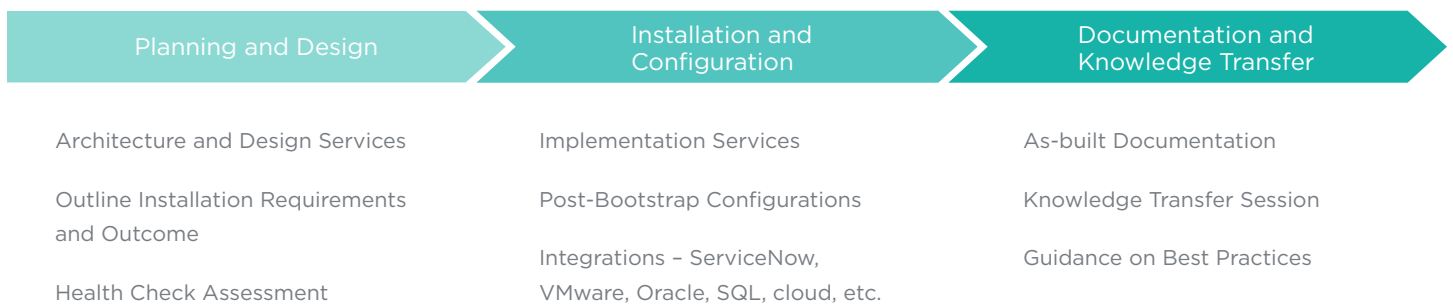 Planning and Design
Installation and
Configuration
Documentation and
Knowledge Transfer
Architecture and Design Services
Outline Installation Requirements
and Outcome
Health Check Assessment
Implementation Services
Post-Bootstrap Configurations
Integrations – ServiceNow,
VMware, Oracle, SQL, cloud, etc.
As-built Documentation
Knowledge Transfer Session
Guidance on Best Practices